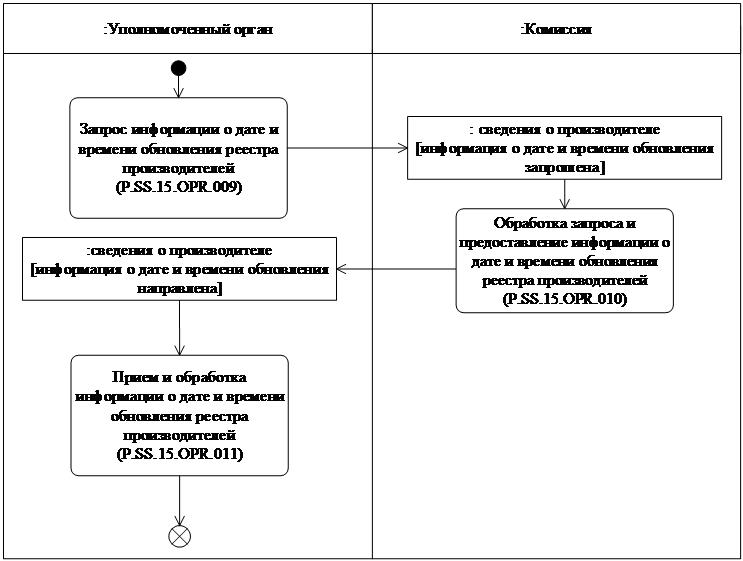 :Уполномоченный орган
:Комиссия
Запрос информации о дате и
времени обновления реестра
производителей
(P.SS.15.OPR.009)
: сведения о производителе
[информация о дате и времени обновления
запрошена]
Обработка запроса и
предоставление информации о
дате и времени обновления
реестра производителей
(P.SS.15.OPR.010)
:сведения о производителе
[информация о дате и времени обновления
направлена]
Прием и обработка
информации о дате и времени
обновления реестра
производителей
(P.SS.15.OPR.011)